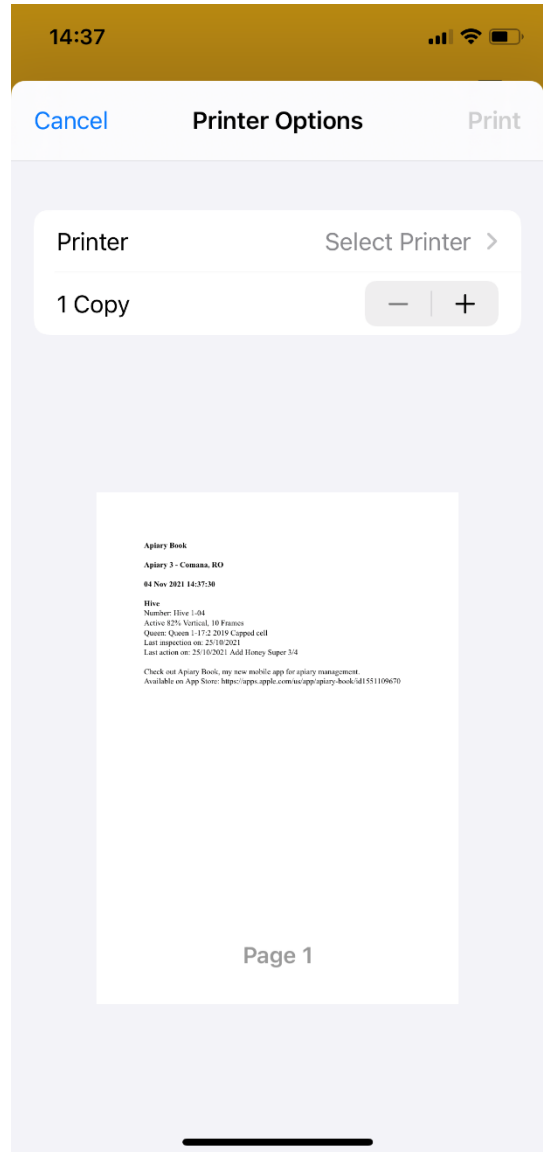 14:37
Cancel Printer Options Print
Printer Select Printer
1 Copy
Apiary Book
Apiary 3 - Comana, RO
04 Nov 2021 14:37:30
Hive
Number: Hive 1-04
Active 82% Vertical, 10 Frames
Queen: Queen 1-17:2 2019 Capped cell
Last inspection on: 25/10/2021
Last action on: 25/10/2021 Add Honey Super 3/4
Check out Apiary Book, my new mobile app for apiary management.
Available on App Store: https://apps.apple.com/us/app/apiary-book/id1551109670
Page 1